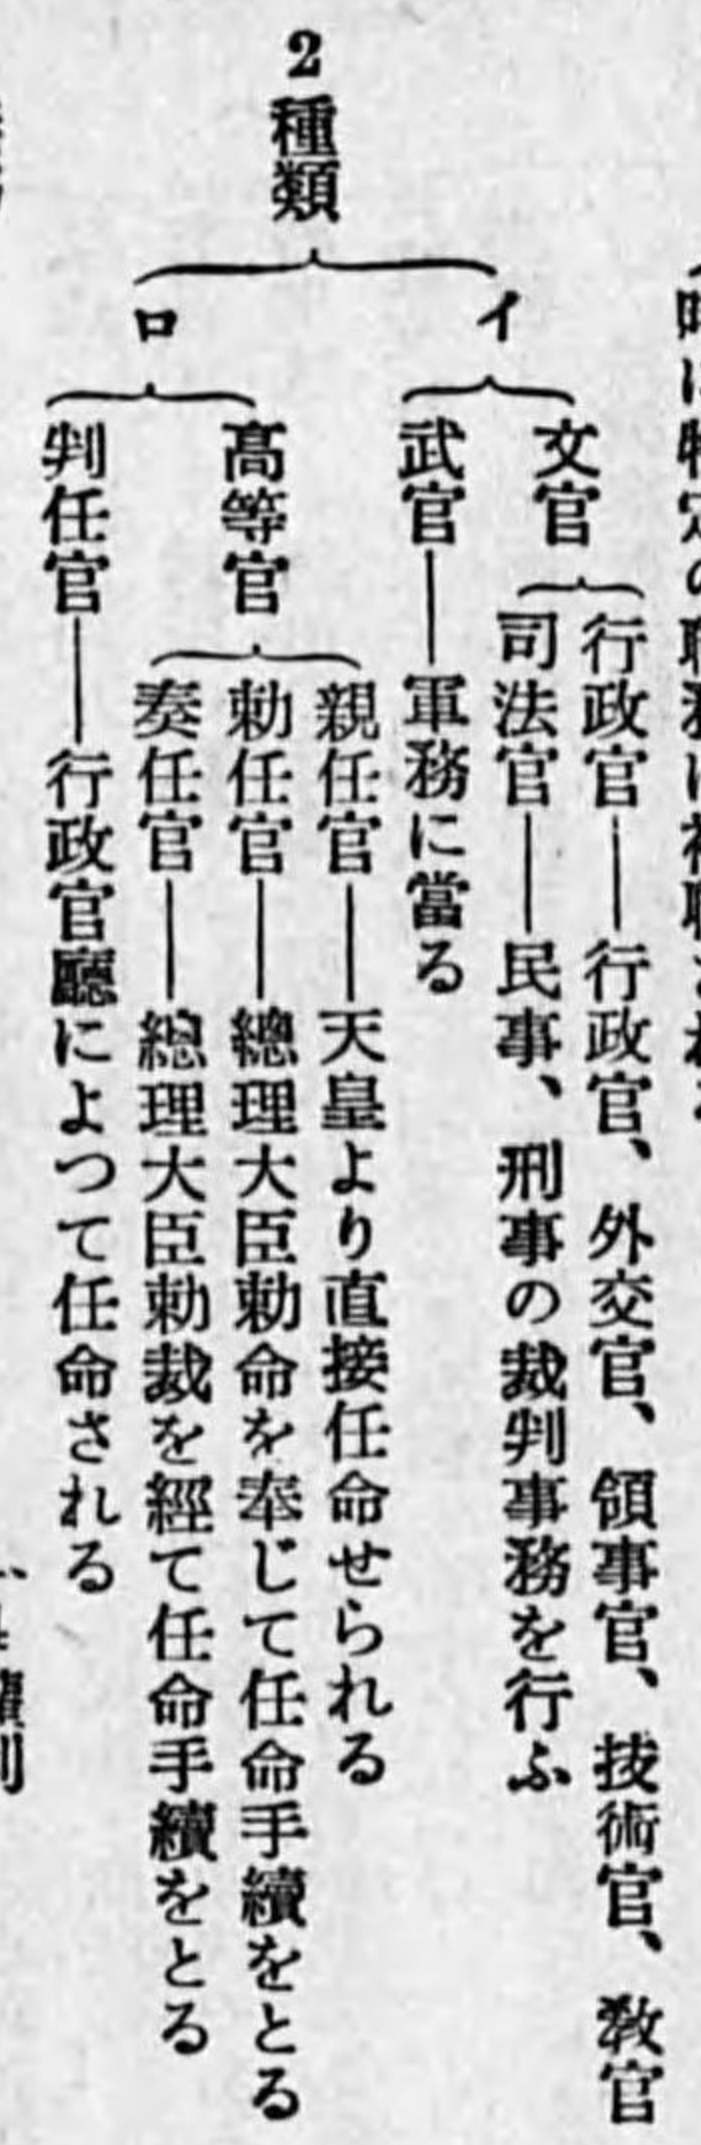 2 種類
イ
文官
行政官――行政官、外交官、領事官、技術官、敎官
司法官――民事、刑事の裁判事務を行ふ
武官――軍務に當る
ロ
高等官
親任官――天皇より直接任命せられる
勅任官――總理大臣勅命を奉じて任命手續をとる
奏任官――總理大臣勅裁を經て任命手續をとる
判任官――行政官廳によつて任命される